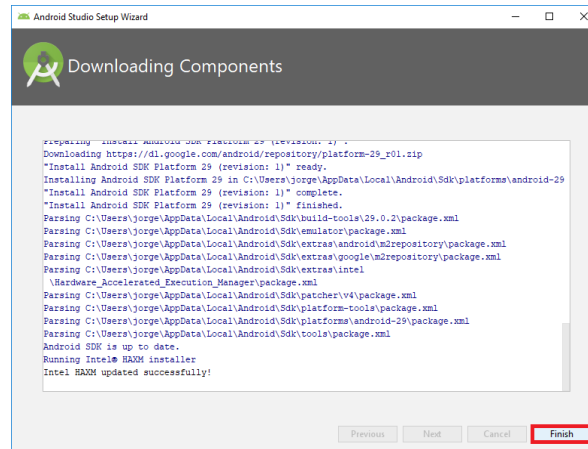 Android Studio Setup Wizard
Downloading Components
Preparing "Install Android SDK Platform 29 (revision: 1)".
Downloading https://dl.google.com/android/repository/platform-29_r01.zip
"Install Android SDK Platform 29 (revision: 1)" ready.
Installing Android SDK Platform 29 in C:\Users\jorge\AppData\Local\Android\Sdk\platforms\android-29
"Install Android SDK Platform 29 (revision: 1)" complete.
"Install Android SDK Platform 29 (revision: 1)" finished.
Parsing C:\Users\jorge\AppData\Local\Android\Sdk\build-tools\29.0.2\package.xml
Parsing C:\Users\jorge\AppData\Local\Android\Sdk\emulator\package.xml
Parsing C:\Users\jorge\AppData\Local\Android\Sdk\extras\android\m2repository\package.xml
Parsing C:\Users\jorge\AppData\Local\Android\Sdk\extras\google\m2repository\package.xml
Parsing C:\Users\jorge\AppData\Local\Android\Sdk\extras\intel
\Hardware_Accelerated_Execution_Manager\package.xml
Parsing C:\Users\jorge\AppData\Local\Android\Sdk\patcher\v4\package.xml
Parsing C:\Users\jorge\AppData\Local\Android\Sdk\platform-tools\package.xml
Parsing C:\Users\jorge\AppData\Local\Android\Sdk\platforms\android-29\package.xml
Parsing C:\Users\jorge\AppData\Local\Android\Sdk\tools\package.xml
Android SDK is up to date.
Running Intel® HAXM installer
Intel HAXM updated successfully!
Previous Next Cancel Finish